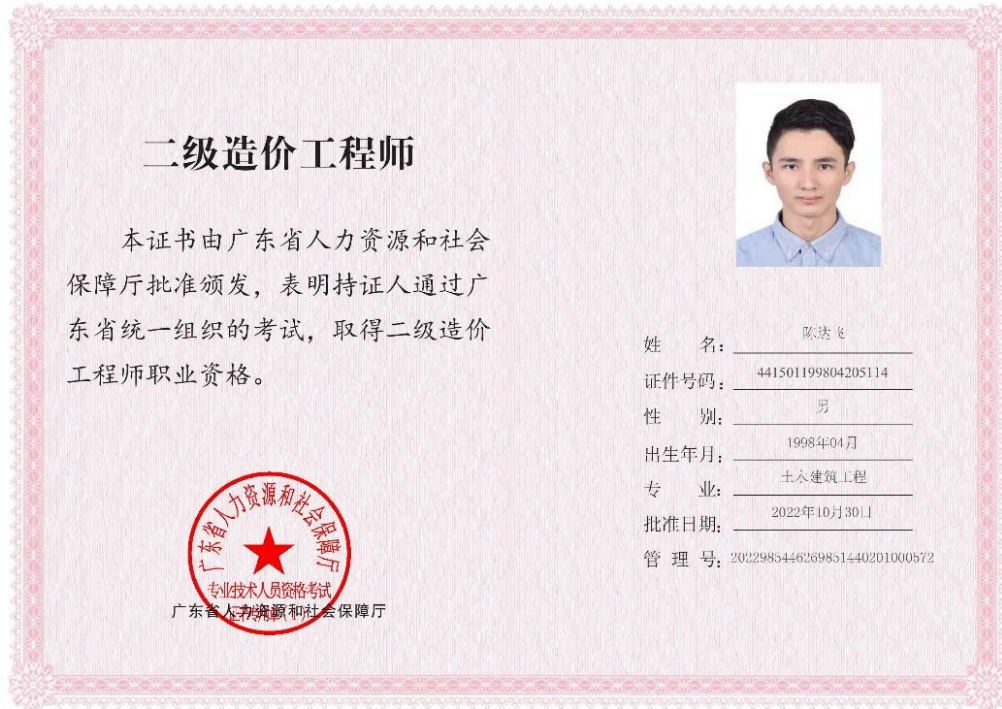 二级造价工程师
本证书由广东省人力资源和社会
保障厅批准颁发，表明持证人通过广
东省统一组织的考试，取得二级造价
工程师职业资格。
广东省人力资源和社会保障厅
专业技术人员资格考试
广东省人力资源和社会保障厅
姓 名：陈达飞
证件号码：441501199804205114
性 别：男
出生年月：1998年04月
专 业：土木建筑工程
批准日期：2022年10月30日
管 理 号：2022985446269851440201000572